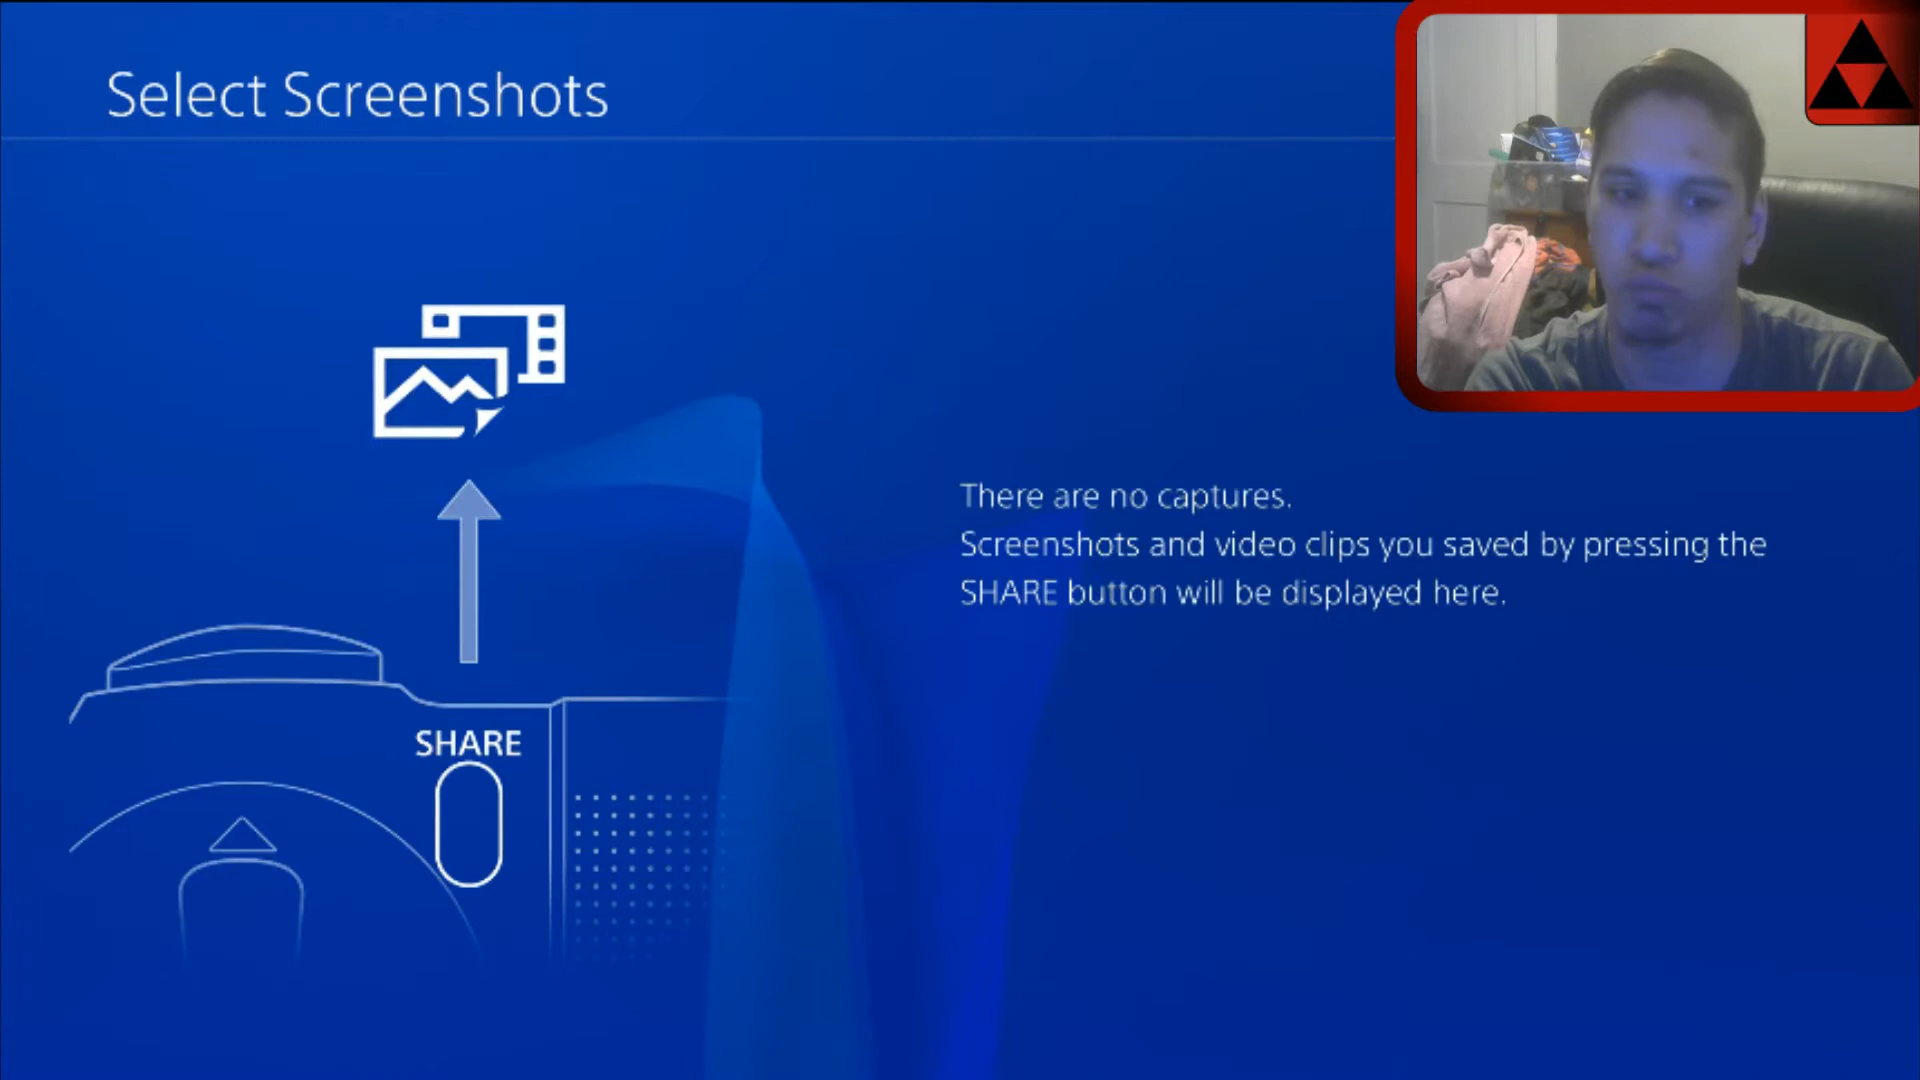 Select Screenshots
There are no captures.
Screenshots and video clips you saved by pressing the
SHARE button will be displayed here.
SHARE